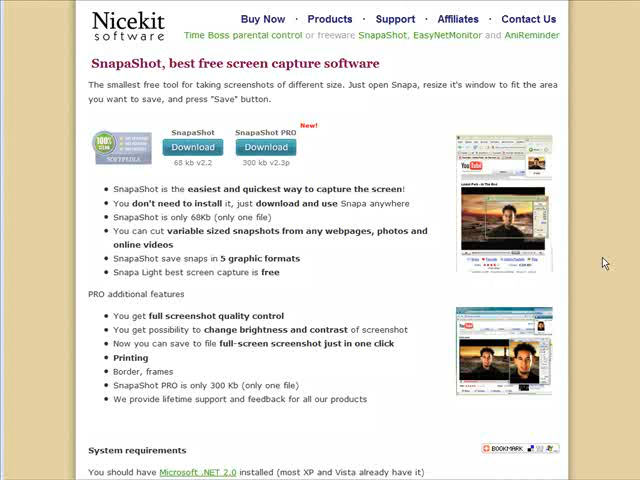 Nicekit
software
Buy Now · Products · Support · Affiliates · Contact Us
Time Boss parental control or freeware SnapaShot, EasyNetMonitor and AniReminder
SnapaShot, best free screen capture software
The smallest free tool for taking screenshots of different size. Just open Snapa, resize it's window to fit the area
you want to save, and press "Save" button.
100%
SOFTPEDIA
SnapaShot
Download
68 kb v2.2
SnapaShot PRO
New!
Download
300 kb v2.3p
• SnapaShot is the easiest and quickest way to capture the screen!
• You don't need to install it, just download and use Snapa anywhere
• SnapaShot is only 68Kb (only one file)
• You can cut variable sized snapshots from any webpages, photos and
online videos
• SnapaShot save snaps in 5 graphic formats
• Snapa Light best screen capture is free
PRO additional features
• You get full screenshot quality control
• You get possibility to change brightness and contrast of screenshot
• Now you can save to file full-screen screenshot just in one click
• Printing
• Border, frames
• SnapaShot PRO is only 300 Kb (only one file)
• We provide lifetime support and feedback for all our products
You Tube
You Tube
System requirements
BOOKMARK
You should have Microsoft .NET 2.0 installed (most XP and Vista already have it)